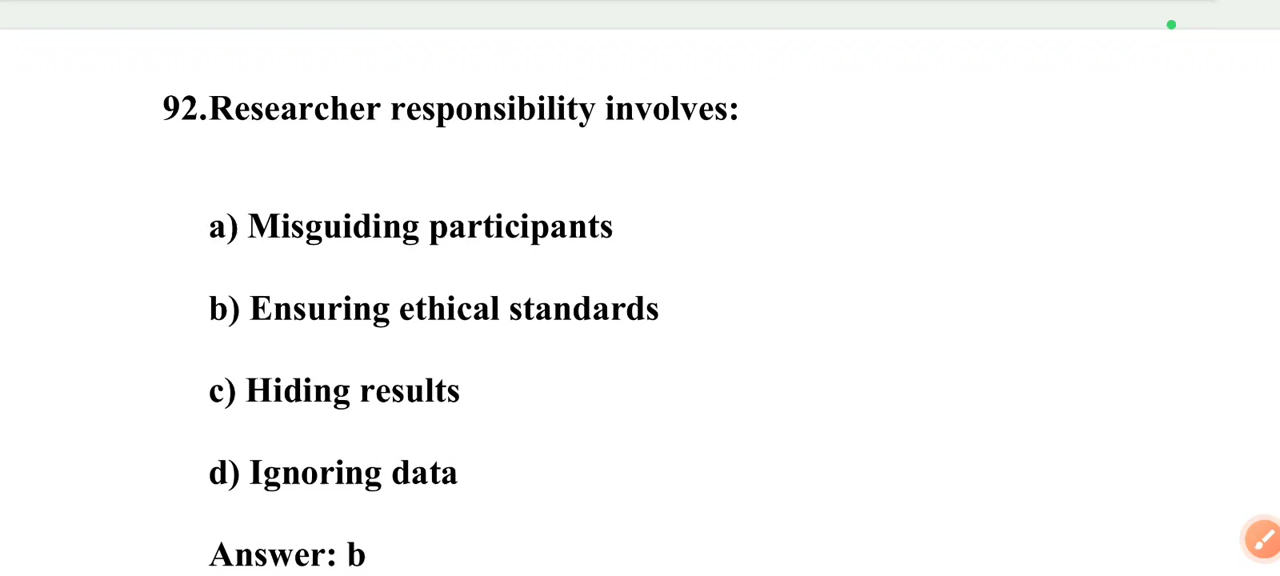 92.Researcher responsibility involves:
a) Misguiding participants
b) Ensuring ethical standards
c) Hiding results
d) Ignoring data
Answer: b